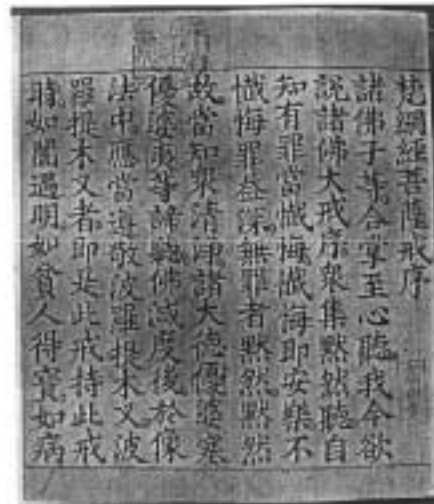 梵網經菩薩戒序
諸佛子等合掌至心聽我今欲
說諸佛大戒序眾集默然聽自
知有罪當懺悔懺悔即安樂不
懺悔罪益深無罪者默然默然
故當知眾清淨諸大德優婆塞
優婆夷等諦聽佛滅度後於像
法中應當尊敬波羅提木叉波
羅提木叉者即是此戒持此戒
時如闇遇明如貧人得寶如病